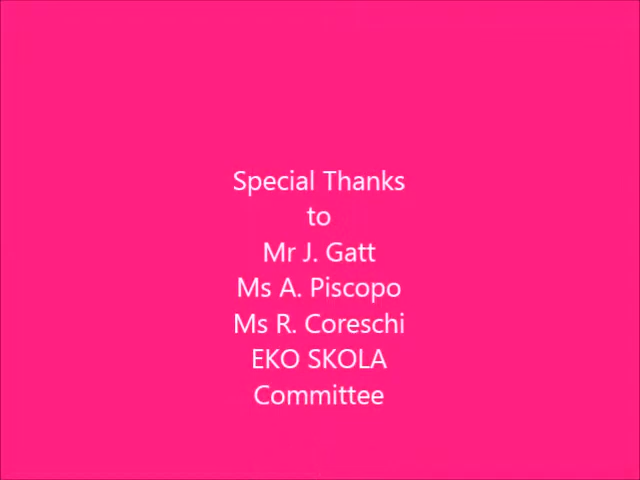 Special Thanks
to
Mr J. Gatt
Ms A. Piscopo
Ms R. Coreschi
EKO SKOLA
Committee